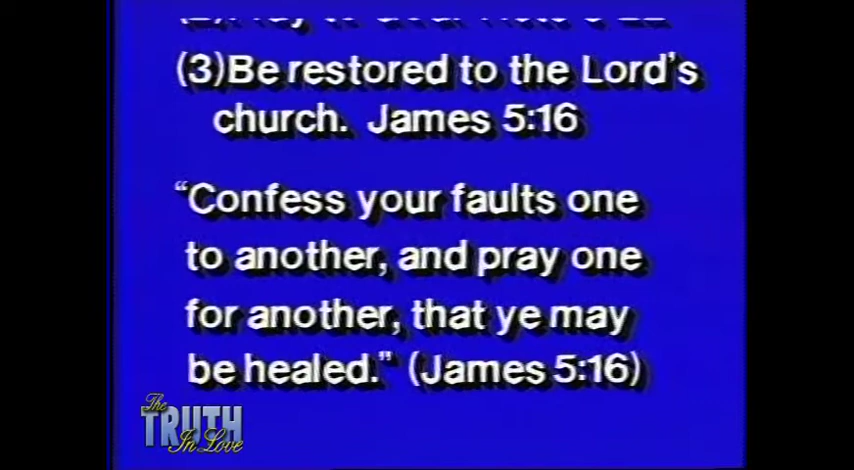 (3)Be restored to the Lord's
church. James 5:16
“Confess your faults one
to another, and pray one
for another, that ye may
be healed.” (James 5:16)
The
TRUTH
In Love